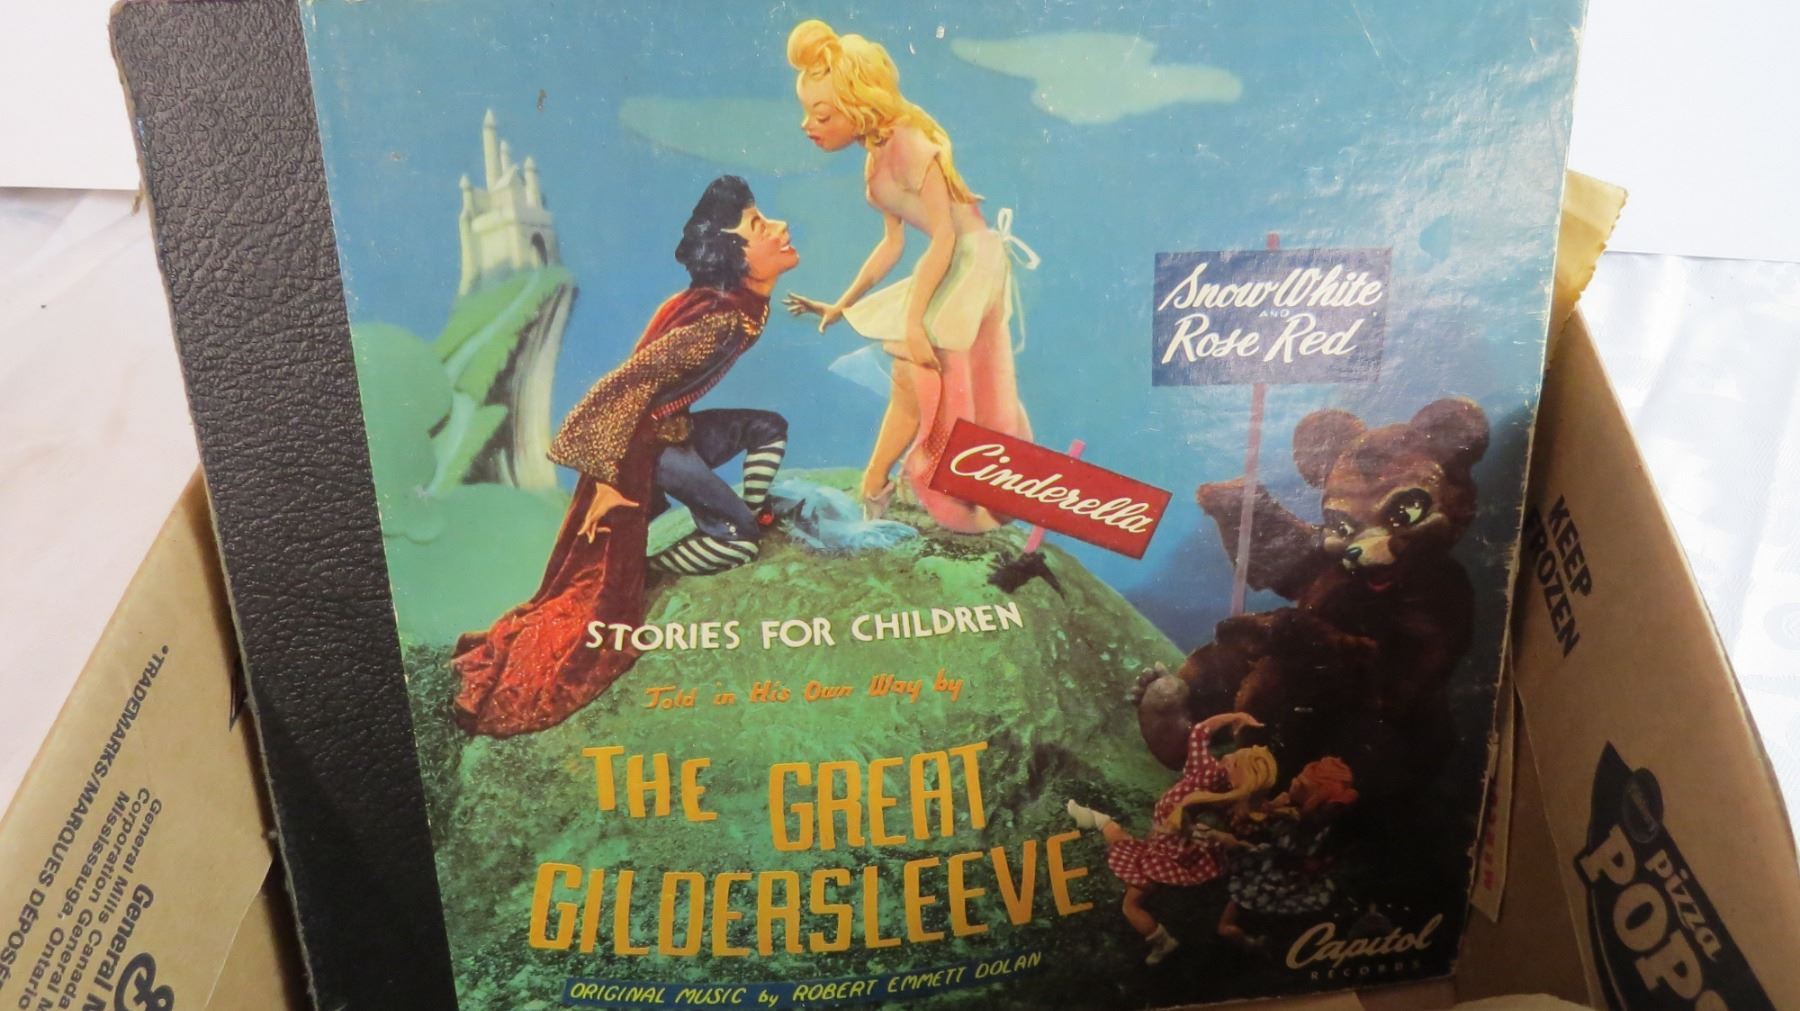 Snow White
AND
Rose Red
Cinderella
STORIES FOR CHILDREN
Told in His Own Way by
THE GREAT
GILDERSLEEVE
ORIGINAL MUSIC by ROBERT EMMETT DOLAN
Capitol
RECORDS
KEEP
FROZEN
PIZZA
POPS
*TRADEMARKS/MARQUES DÉPOSÉ
General Mills Canada
Corporation
Mississauga, Ontario
General M